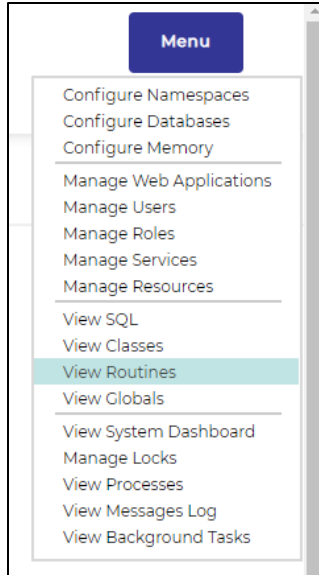 Menu
Configure Namespaces
Configure Databases
Configure Memory
Manage Web Applications
Manage Users
Manage Roles
Manage Services
Manage Resources
View SQL
View Classes
View Routines
View Globals
View System Dashboard
Manage Locks
View Processes
View Messages Log
View Background Tasks